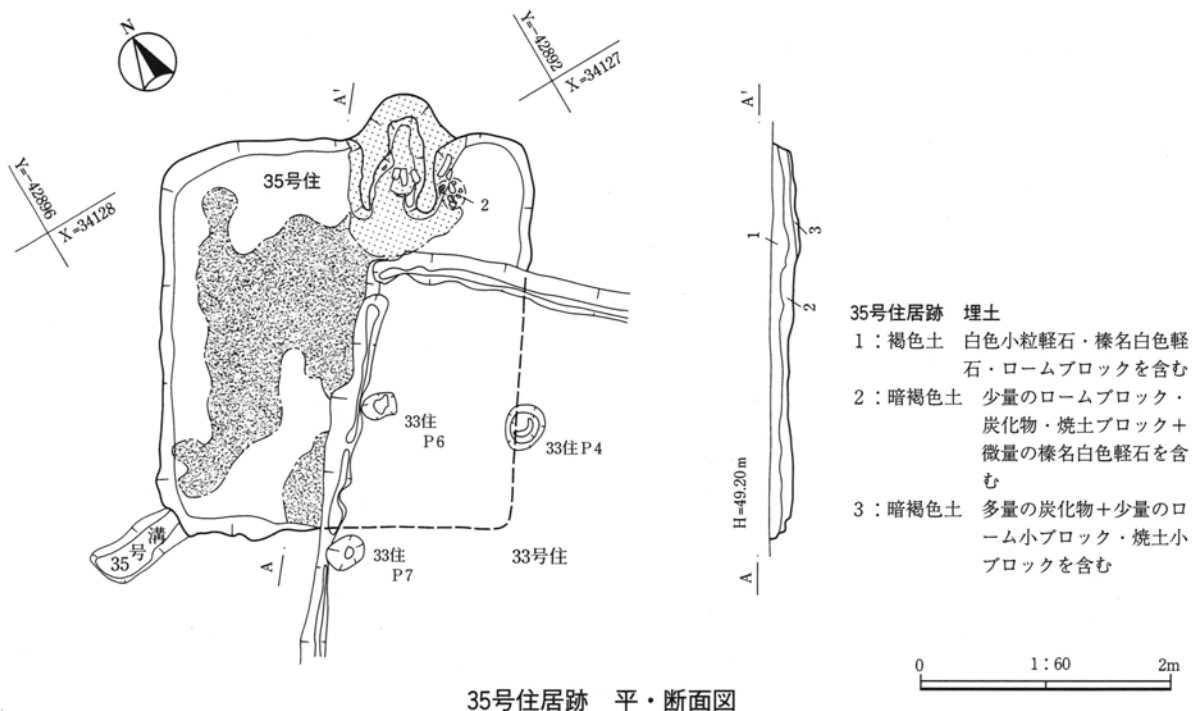 N
Y=-42892
X=34127
A'
A'
Y=-42896
X=34128
35号住
2
1
3
2
35号住居跡 埋土
1：褐色土 白色小粒軽石・榛名白色軽
石・ロームブロックを含む
2：暗褐色土 少量のロームブロック・
炭化物・焼土ブロック＋
微量の榛名白色軽石を含
む
3：暗褐色土 多量の炭化物＋少量のロ
ーム小ブロック・焼土小
ブロックを含む
33住
P6
33住P4
H=49.20m
35号溝
A
33住
P7
33号住
A
0 1:60 2m
35号住居跡 平・断面図